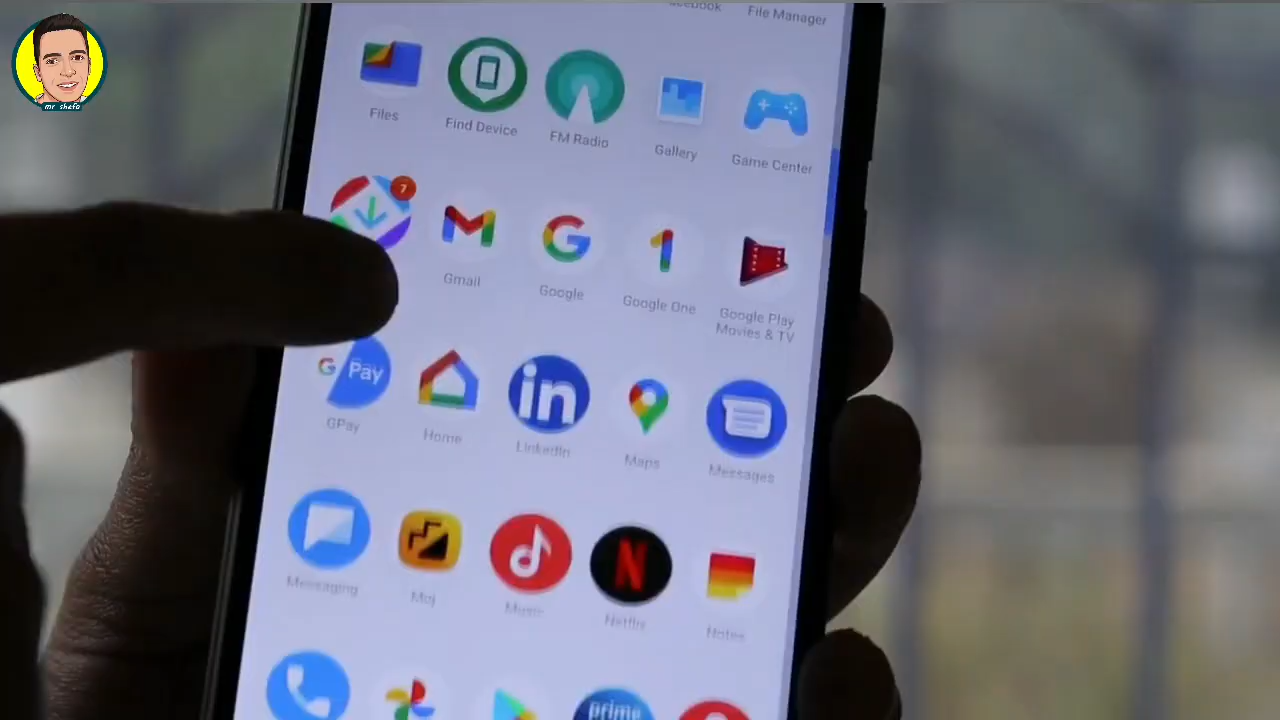 mr shefo
File Manager
Files
Find Device
FM Radio
Gallery
Game Center
7
Gmail
Google
Google One
Google Play
Movies & TV
G Pay
GPay
Home
in
LinkedIn
Maps
Messages
Messaging
Moj
Music
N
Netflix
Notes
prime